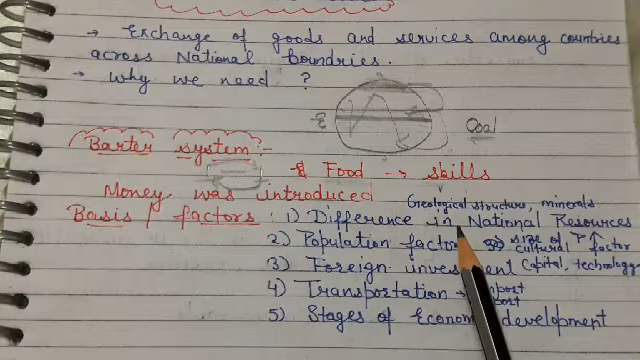 → Exchange of goods and services among countries
across National boundries.
→ Why we need ?
Coal
Barter system :-
Food → skills
Money was introduced
Geological structure, minerals
Basis / factors : 1) Difference in National Resources
2) Population factor size of P ↑
cultural factor
3) Foreign investment Capital, technology
4) Transportation →
5) Stages of Econom development